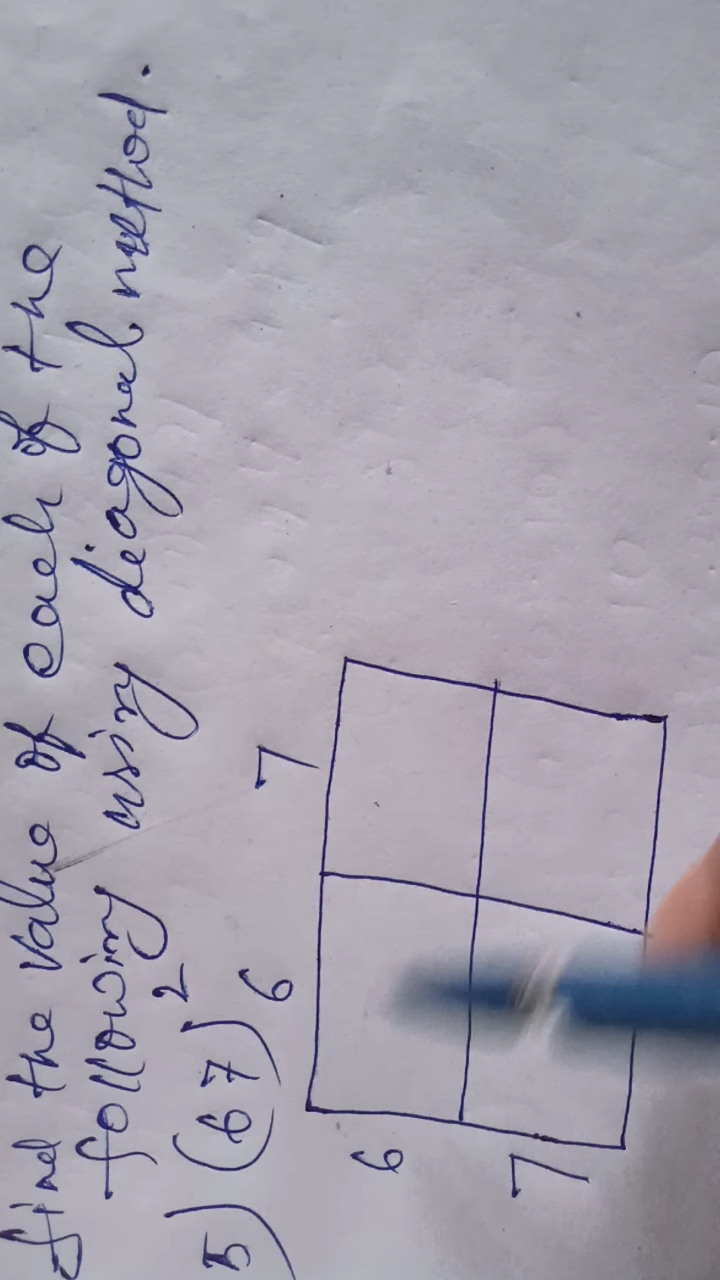 find the value of each of the
following using diagonal method.
5) (67)²
6 7
6
7